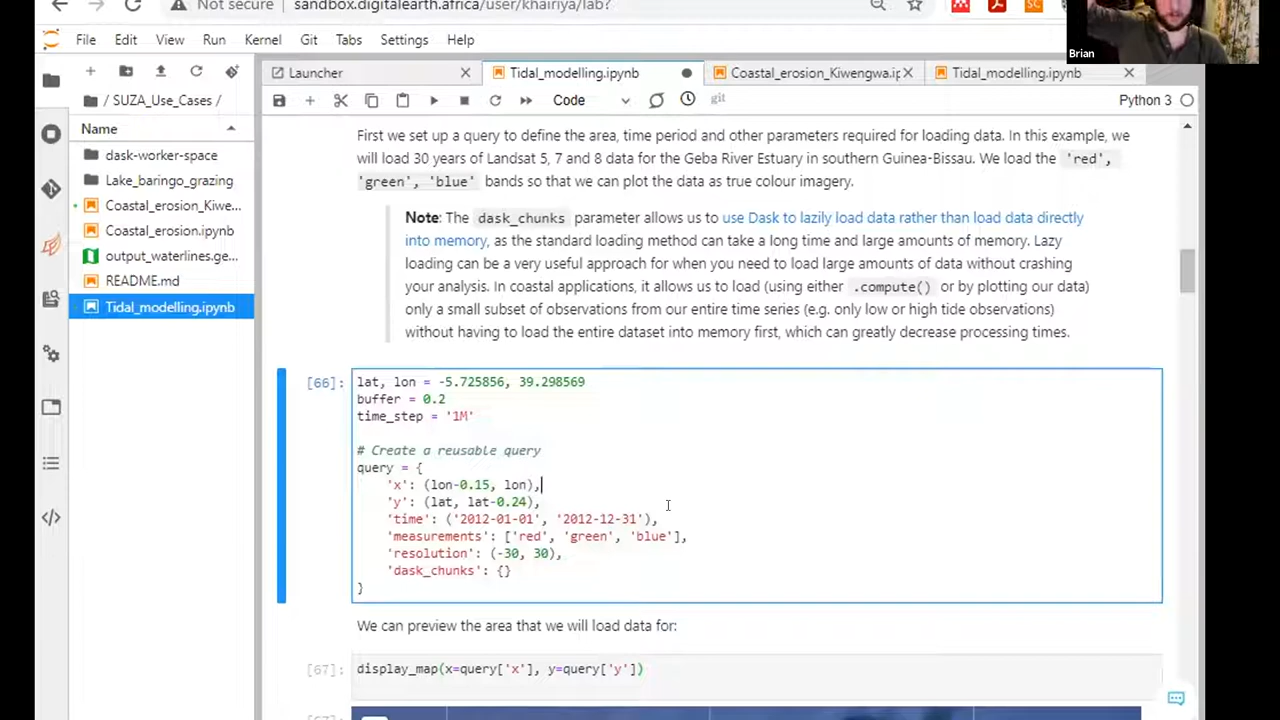 Not secure
sandbox.digitalearth.africa/user/khairiya/lab?
Brian
File Edit View Run Kernel Git Tabs Settings Help
Launcher
Tidal_modelling.ipynb
Coastal_erosion_Kiwengwa.ip
Tidal_modelling.ipynb
/ SUZA_Use_Cases /
Code
git
Python 3
Name
dask-worker-space
Lake_baringo_grazing
Coastal_erosion_Kiwe...
Coastal_erosion.ipynb
output_waterlines.ge...
README.md
Tidal_modelling.ipynb
First we set up a query to define the area, time period and other parameters required for loading data. In this example, we
will load 30 years of Landsat 5, 7 and 8 data for the Geba River Estuary in southern Guinea-Bissau. We load the 'red',
'green', 'blue' bands so that we can plot the data as true colour imagery.
Note: The dask_chunks parameter allows us to use Dask to lazily load data rather than load data directly
into memory, as the standard loading method can take a long time and large amounts of memory. Lazy
loading can be a very useful approach for when you need to load large amounts of data without crashing
your analysis. In coastal applications, it allows us to load (using either .compute() or by plotting our data)
only a small subset of observations from our entire time series (e.g. only low or high tide observations)
without having to load the entire dataset into memory first, which can greatly decrease processing times.
[66]: lat, lon = -5.725856, 39.298569
buffer = 0.2
time_step = '1M'
# Create a reusable query
query = {
'x': (lon-0.15, lon),
'y': (lat, lat-0.24),
'time': ('2012-01-01', '2012-12-31'),
'measurements': ['red', 'green', 'blue'],
'resolution': (-30, 30),
'dask_chunks': {}
}
We can preview the area that we will load data for:
[67]: display_map(x=query['x'], y=query['y'])